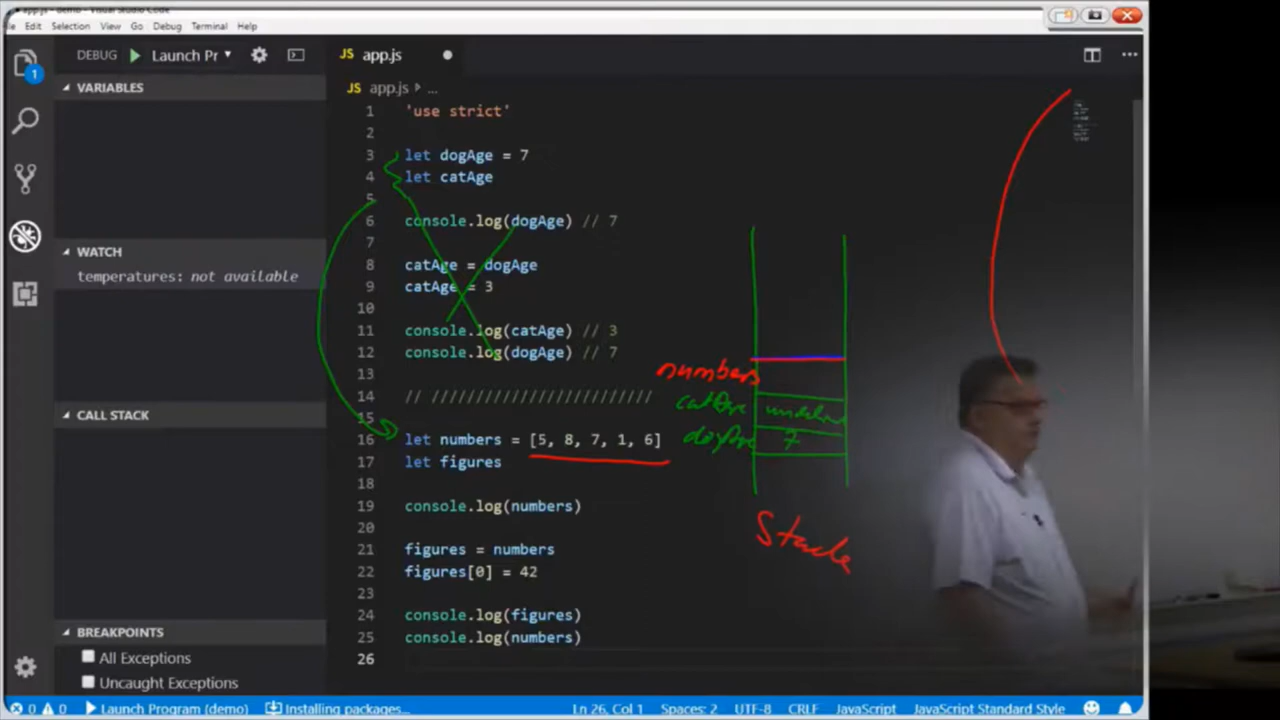 app.js - demo - Visual Studio Code
Edit Selection View Go Debug Terminal Help
DEBUG Launch Pr
JS app.js
JS app.js ...
VARIABLES
WATCH
temperatures: not available
CALL STACK
BREAKPOINTS
All Exceptions
Uncaught Exceptions
1
1 'use strict'
2
3 let dogAge = 7
4 let catAge
5
6 console.log(dogAge) // 7
7
8 catAge = dogAge
9 catAge = 3
10
11 console.log(catAge) // 3
12 console.log(dogAge) // 7
13
14 // /////////////////////////
15
16 let numbers = [5, 8, 7, 1, 6]
17 let figures
18
19 console.log(numbers)
20
21 figures = numbers
22 figures[0] = 42
23
24 console.log(figures)
25 console.log(numbers)
26
numbers
catAge
dogAge 7
Stack
0 0 Launch Program (demo) Installing packages... Ln 26, Col 1 Spaces: 2 UTF-8 CRLF JavaScript JavaScript Standard Style